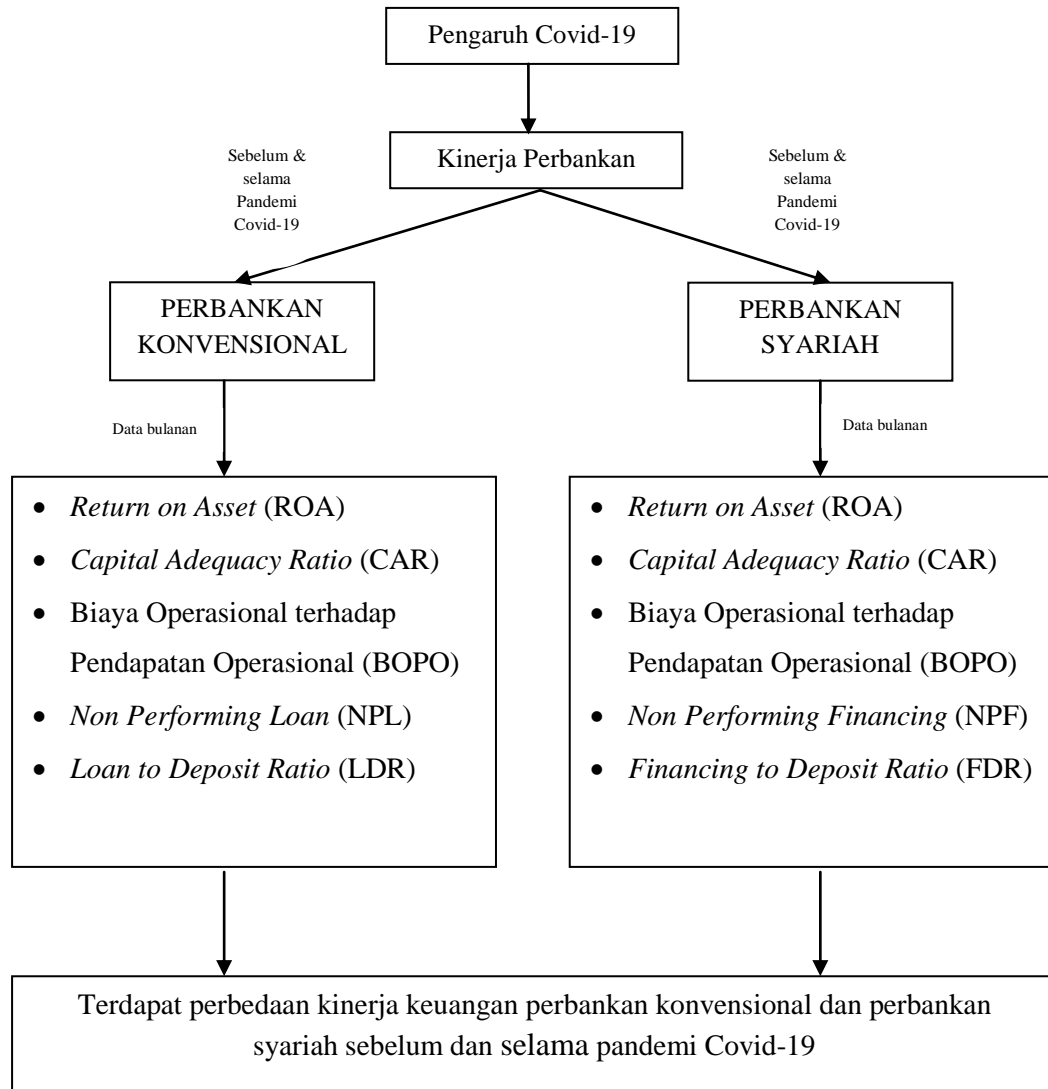 Pengaruh Covid-19
Kinerja Perbankan
Sebelum &
selama
Pandemi
Covid-19
Sebelum &
selama
Pandemi
Covid-19
PERBANKAN
KONVENSIONAL
PERBANKAN
SYARIAH
Data bulanan
Data bulanan
• Return on Asset (ROA)
• Capital Adequacy Ratio (CAR)
• Biaya Operasional terhadap
Pendapatan Operasional (BOPO)
• Non Performing Loan (NPL)
• Loan to Deposit Ratio (LDR)
• Return on Asset (ROA)
• Capital Adequacy Ratio (CAR)
• Biaya Operasional terhadap
Pendapatan Operasional (BOPO)
• Non Performing Financing (NPF)
• Financing to Deposit Ratio (FDR)
Terdapat perbedaan kinerja keuangan perbankan konvensional dan perbankan
syariah sebelum dan selama pandemi Covid-19